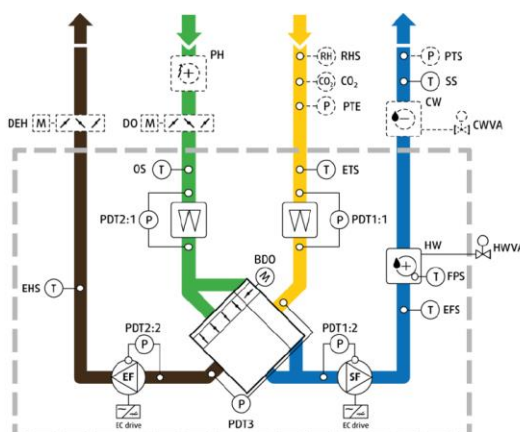 PH
RH RHS
CO₂ CO₂
P PTE
P PTS
T SS
CW
CWVA
DEH M
DO M
OS T
ETS T
PDT2:1 P
P PDT1:1
BDO
M
HW
HWVA
T FPS
EHS T
T EFS
PDT2:2
P
PDT1:2
P
EF
SF
P
PDT3
EC drive
EC drive